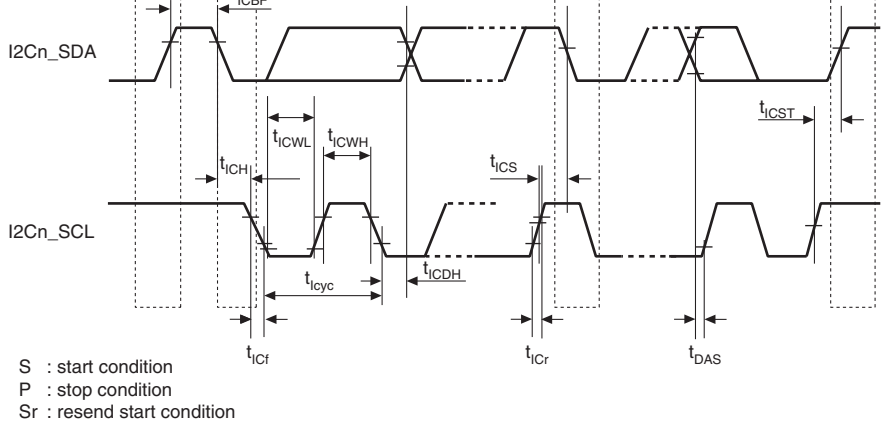 I2Cn_SDA
tICST
tICWL
tICWH
tICH
tICS
I2Cn_SCL
tICDH
tIcyc
tICf
tICr
tDAS
S : start condition
P : stop condition
Sr : resend start condition